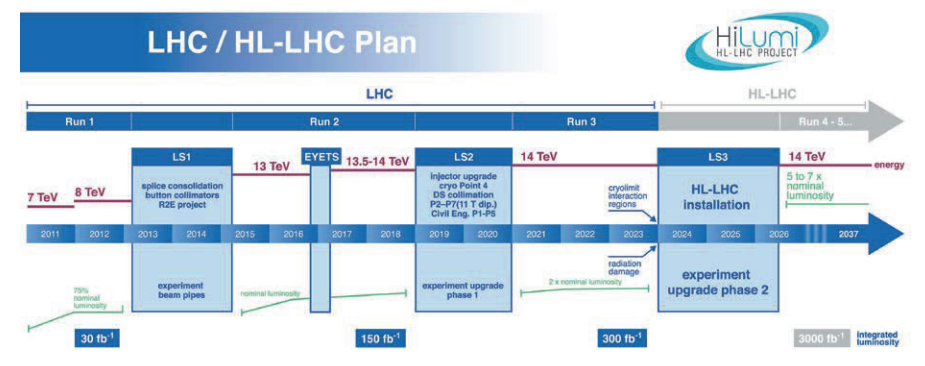 LHC / HL-LHC Plan
HiLumi
HL-LHC PROJECT
LHC
HL-LHC
Run 1
Run 2
Run 3
Run 4 - 5...
LS1
EYETS
LS2
LS3
7 TeV
8 TeV
13 TeV
13.5-14 TeV
14 TeV
14 TeV
energy
splice consolidation
button collimators
R2E project
injector upgrade
cryo Point 4
DS collimation
P2-P7(11 T dip.)
Civil Eng. P1-P5
cryolimit
interaction
regions
HL-LHC
installation
5 to 7 x
nominal
luminosity
2011 2012 2013 2014 2015 2016 2017 2018 2019 2020 2021 2022 2023 2024 2025 2026 2037
radiation
damage
75%
nominal
luminosity
experiment
beam pipes
nominal luminosity
experiment upgrade
phase 1
2 x nominal luminosity
experiment
upgrade phase 2
30 fb⁻¹
150 fb⁻¹
300 fb⁻¹
3000 fb⁻¹
integrated
luminosity